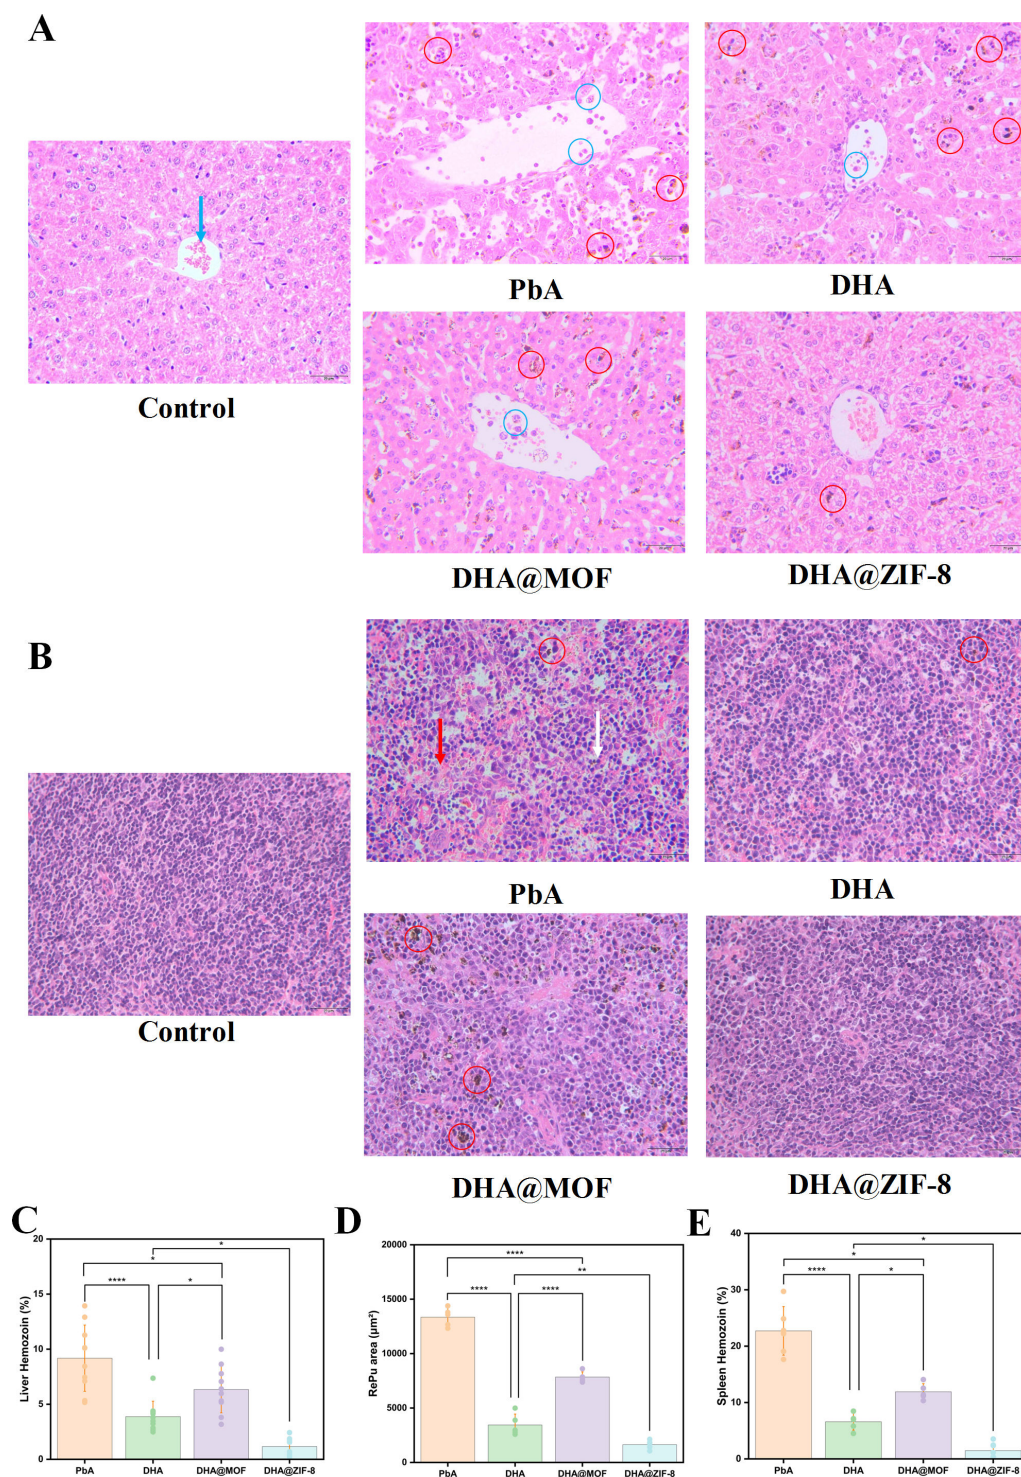 A
PbA
DHA
Control
DHA@MOF
DHA@ZIF-8
B
PbA
DHA
Control
DHA@MOF
DHA@ZIF-8
C
Liver Hemozoin (%)
20
15
10
5
0
*
*
****
*
PbA
DHA
DHA@MOF
DHA@ZIF-8
D
RePu area (μm²)
20000
15000
10000
5000
0
****
**
****
****
PbA
DHA
DHA@MOF
DHA@ZIF-8
E
Spleen Hemozoin (%)
40
30
20
10
0
*
*
****
*
PbA
DHA
DHA@MOF
DHA@ZIF-8